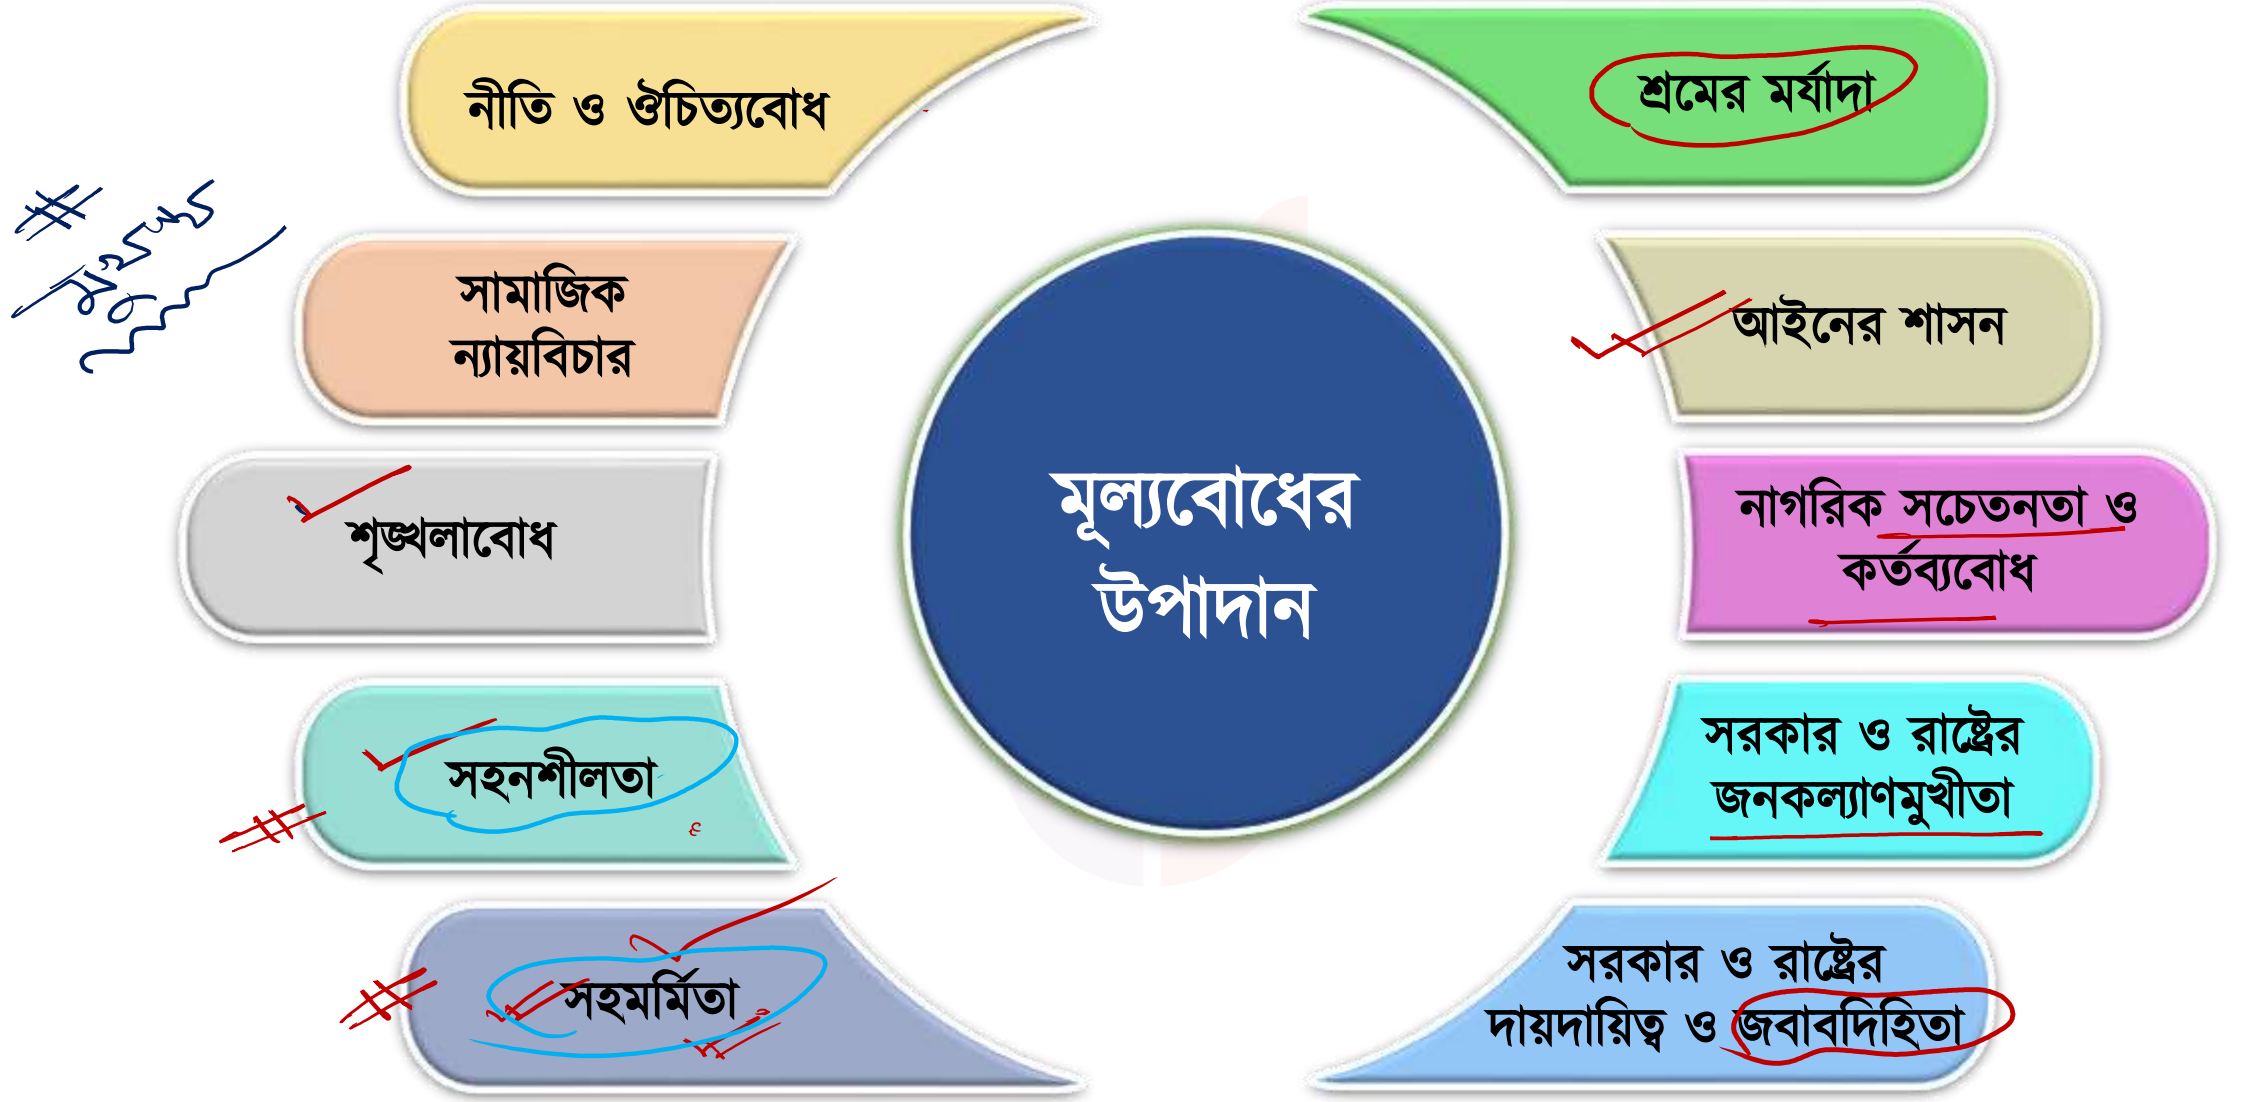 নীতি ও ঔচিত্যবোধ
সামাজিক
ন্যায়বিচার
শৃঙ্খলাবোধ
সহনশীলতা
সহমর্মিতা
মূল্যবোধের
উপাদান
শ্রমের মর্যাদা
আইনের শাসন
নাগরিক সচেতনতা ও
কর্তব্যবোধ
সরকার ও রাষ্ট্রের
জনকল্যাণমুখীতা
সরকার ও রাষ্ট্রের
দায়দায়িত্ব ও জবাবদিহিতা